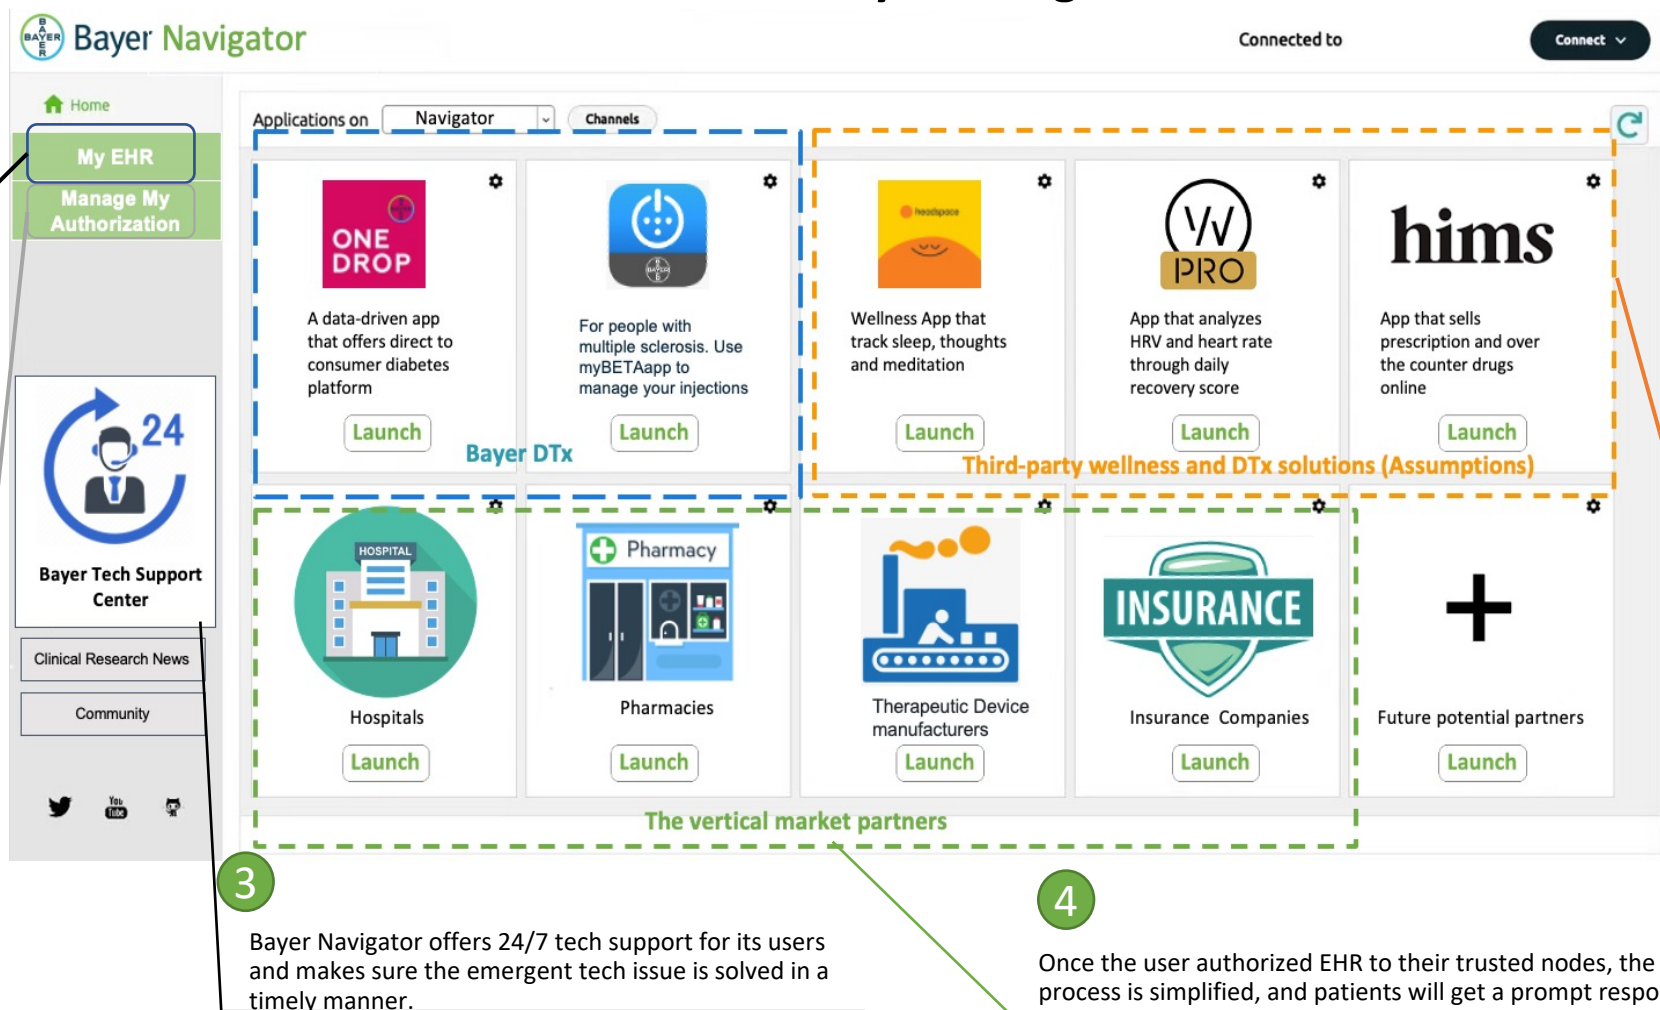 BAYER
BAYER
Bayer Navigator
Connected to
Connect
Home
Applications on
Navigator
Channels
My EHR
Manage My
Authorization
ONE
DROP
A data-driven app
that offers direct to
consumer diabetes
platform
Launch
BAYER
For people with
multiple sclerosis. Use
myBETAapp to
manage your injections
Launch
Bayer DTx
headspace
Wellness App that
track sleep, thoughts
and meditation
Launch
W
PRO
App that analyzes
HRV and heart rate
through daily
recovery score
Launch
hims
App that sells
prescription and over
the counter drugs
online
Launch
Third-party wellness and DTx solutions (Assumptions)
24
Bayer Tech Support
Center
Clinical Research News
Community
You
Tube
HOSPITAL
Hospitals
Launch
Pharmacy
Pharmacies
Launch
Therapeutic Device
manufacturers
Launch
INSURANCE
Insurance Companies
Launch
Future potential partners
Launch
The vertical market partners
3
Bayer Navigator offers 24/7 tech support for its users
and makes sure the emergent tech issue is solved in a
timely manner.
4
Once the user authorized EHR to their trusted nodes, the
process is simplified, and patients will get a prompt respo